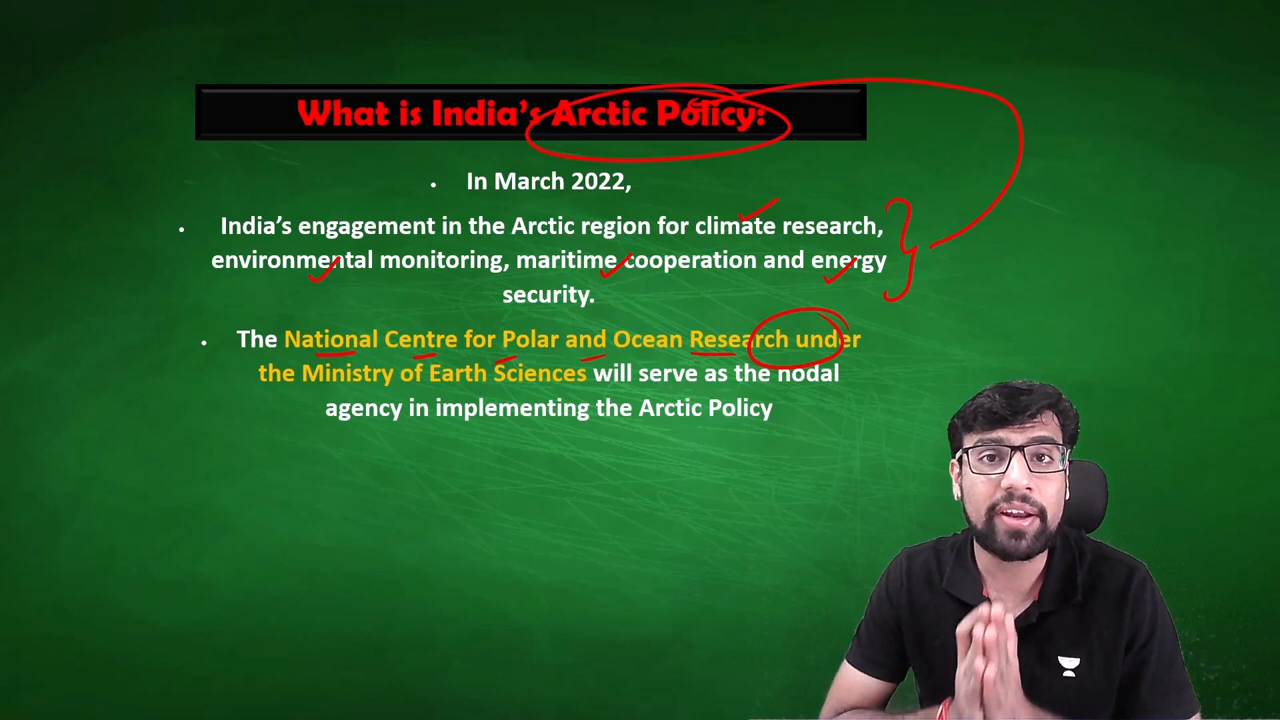 What is India's Arctic Policy:
• In March 2022,
• India's engagement in the Arctic region for climate research,
environmental monitoring, maritime cooperation and energy
security.
• The National Centre for Polar and Ocean Research under
the Ministry of Earth Sciences will serve as the nodal
agency in implementing the Arctic Policy